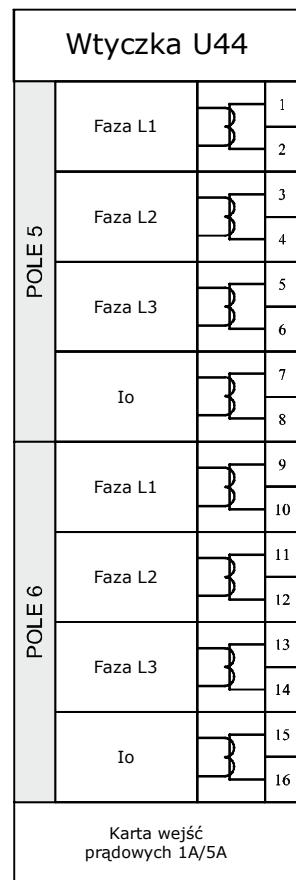 Wtyczka U44
POLE 5
Faza L1
1
2
Faza L2
3
4
Faza L3
5
6
Io
7
8
POLE 6
Faza L1
9
10
Faza L2
11
12
Faza L3
13
14
Io
15
16
Karta wejść
prądowych 1A/5A